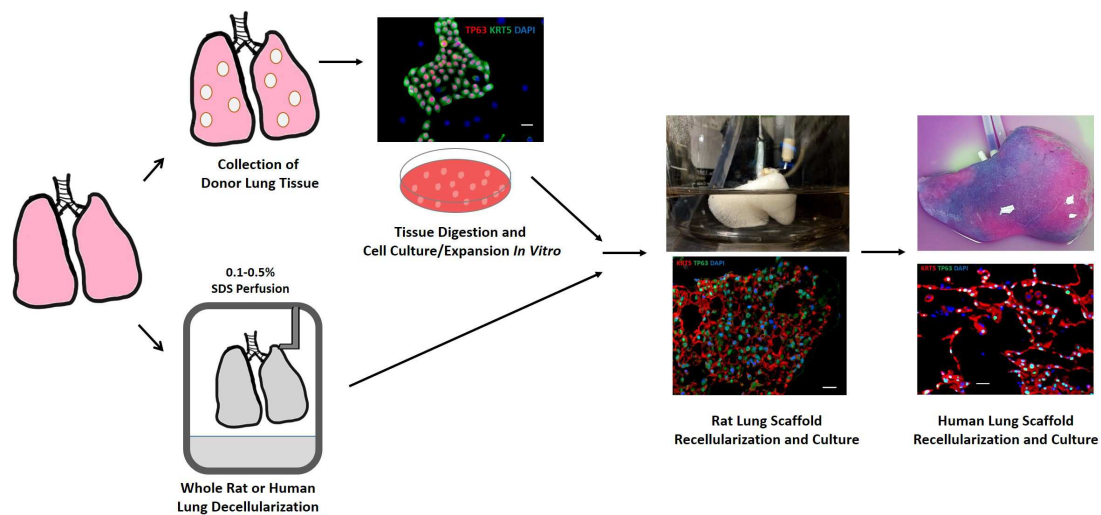 Collection of
Donor Lung Tissue
TP63 KRT5 DAPI
Tissue Digestion and
Cell Culture/Expansion In Vitro
0.1-0.5%
SDS Perfusion
Whole Rat or Human
Lung Decellularization
KRT5 TP63 DAPI
Rat Lung Scaffold
Recellularization and Culture
KRT5 TP63 DAPI
Human Lung Scaffold
Recellularization and Culture